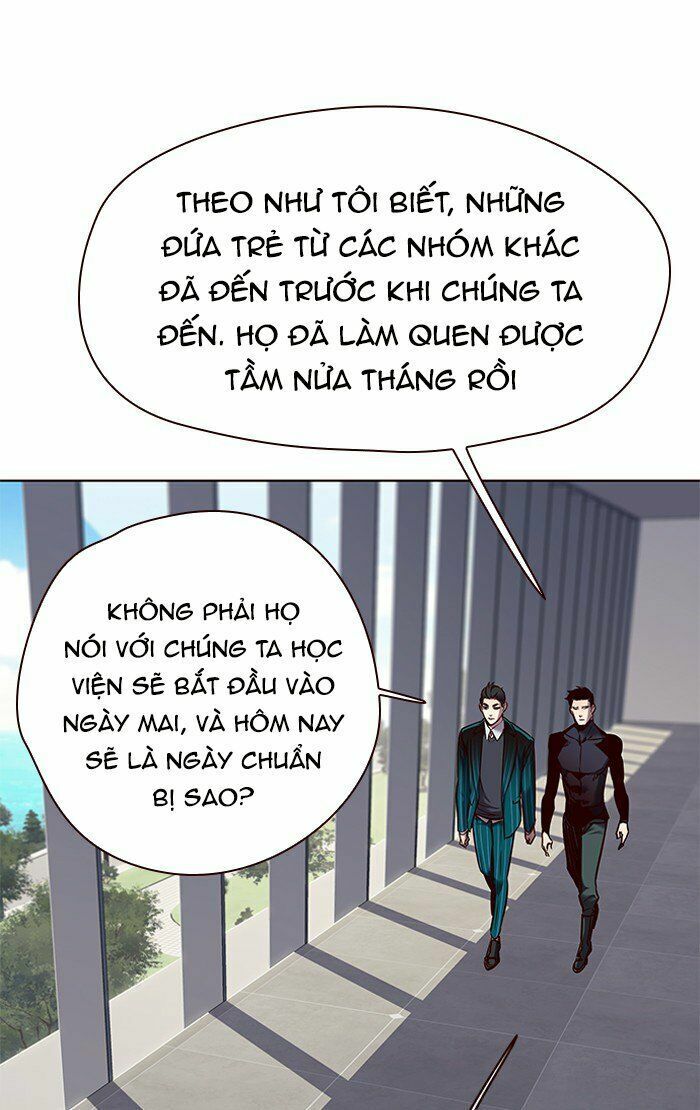 THEO NHƯ TÔI BIẾT, NHỮNG
ĐỨA TRẺ TỪ CÁC NHÓM KHÁC
ĐÃ ĐẾN TRƯỚC KHI CHÚNG TA
ĐẾN. HỌ ĐÃ LÀM QUEN ĐƯỢC
TẦM NỬA THÁNG RỒI
KHÔNG PHẢI HỌ
NÓI VỚI CHÚNG TA HỌC
VIỆN SẼ BẮT ĐẦU VÀO
NGÀY MAI, VÀ HÔM NAY
SẼ LÀ NGÀY CHUẨN
BỊ SAO?